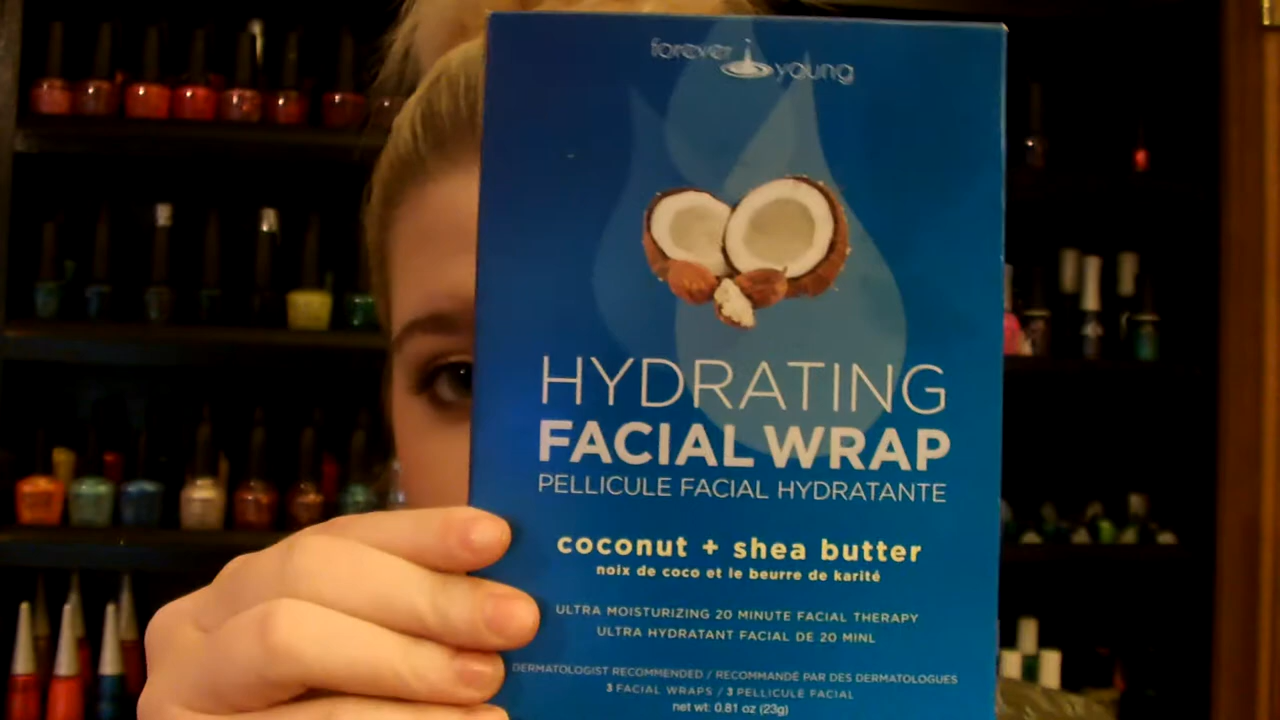 forever young
HYDRATING
FACIAL WRAP
PELLICULE FACIAL HYDRATANTE
coconut + shea butter
noix de coco et le beurre de karité
ULTRA MOISTURIZING 20 MINUTE FACIAL THERAPY
ULTRA HYDRATANT FACIAL DE 20 MINL
DERMATOLOGIST RECOMMENDED / RECOMMANDÉ PAR DES DERMATOLOGUES
3 FACIAL WRAPS / 3 PELLICULE FACIAL
net wt: 0.81 oz (23g)